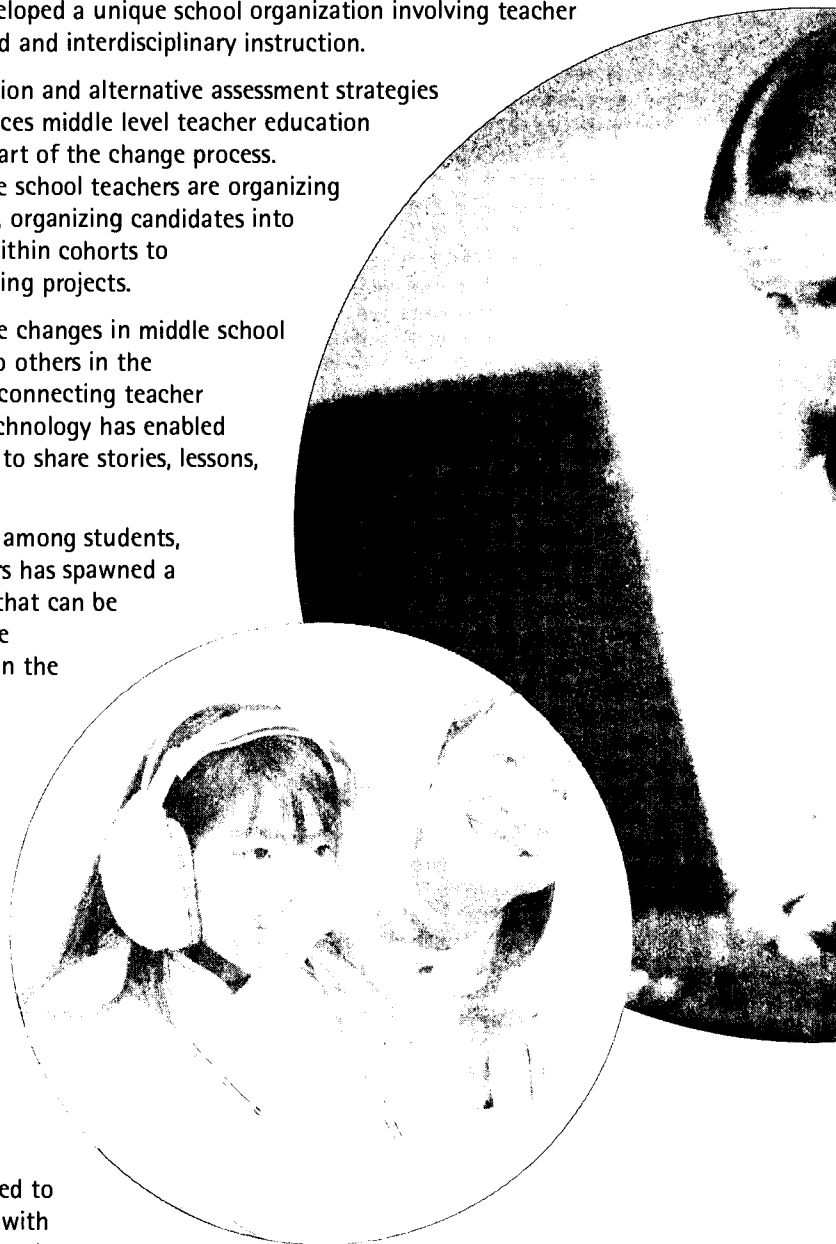 eloped a unique school organization involving teacher
d and interdisciplinary instruction.
ion and alternative assessment strategies
ces middle level teacher education
art of the change process.
e school teachers are organizing
, organizing candidates into
ithin cohorts to
ing projects.
e changes in middle school
o others in the
connecting teacher
chnology has enabled
to share stories, lessons,
among students,
rs has spawned a
that can be
e
n the
ed to
with